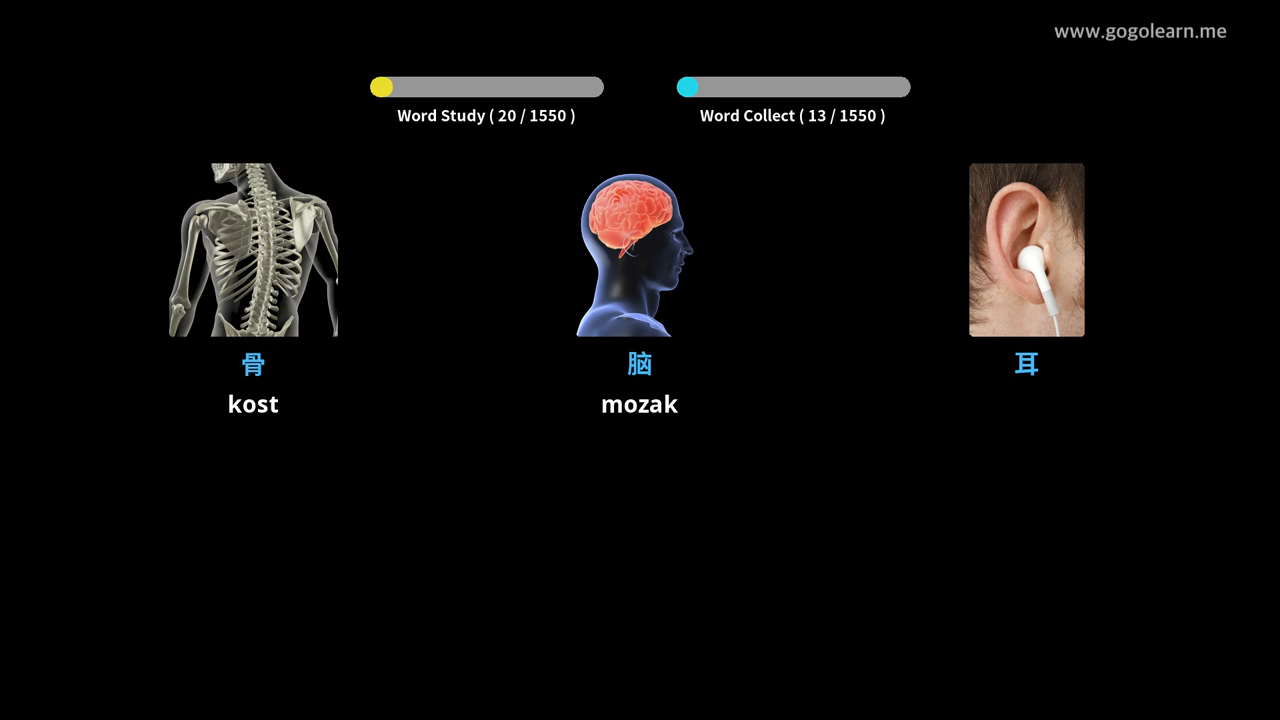 www.gogolearn.me
Word Study ( 20 / 1550 )
Word Collect ( 13 / 1550 )
骨
kost
脑
mozak
耳